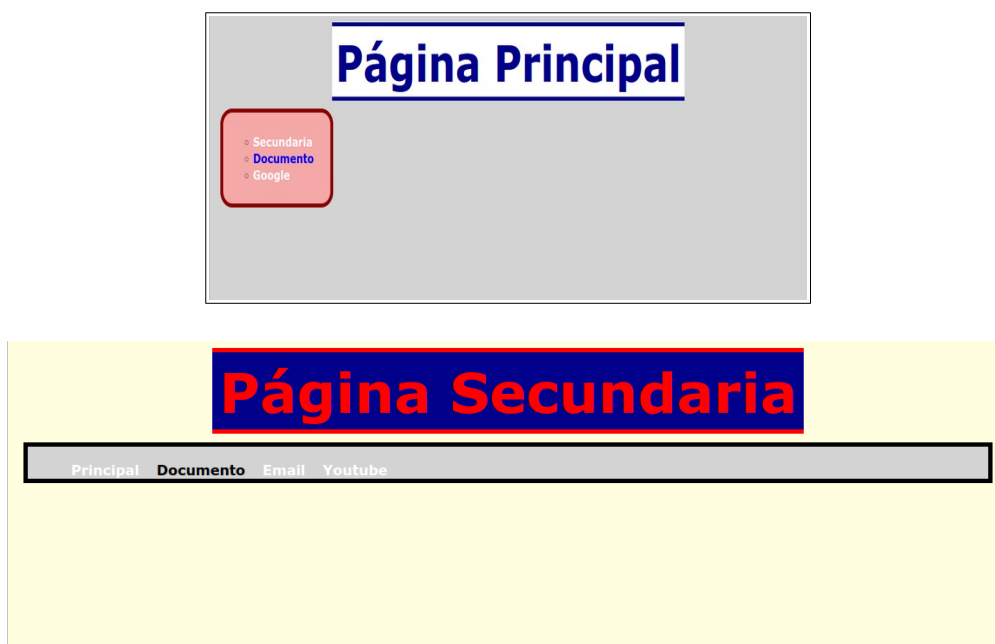 Página Principal
Secundaria
Documento
Google
Página Secundaria
Principal Documento Email Youtube